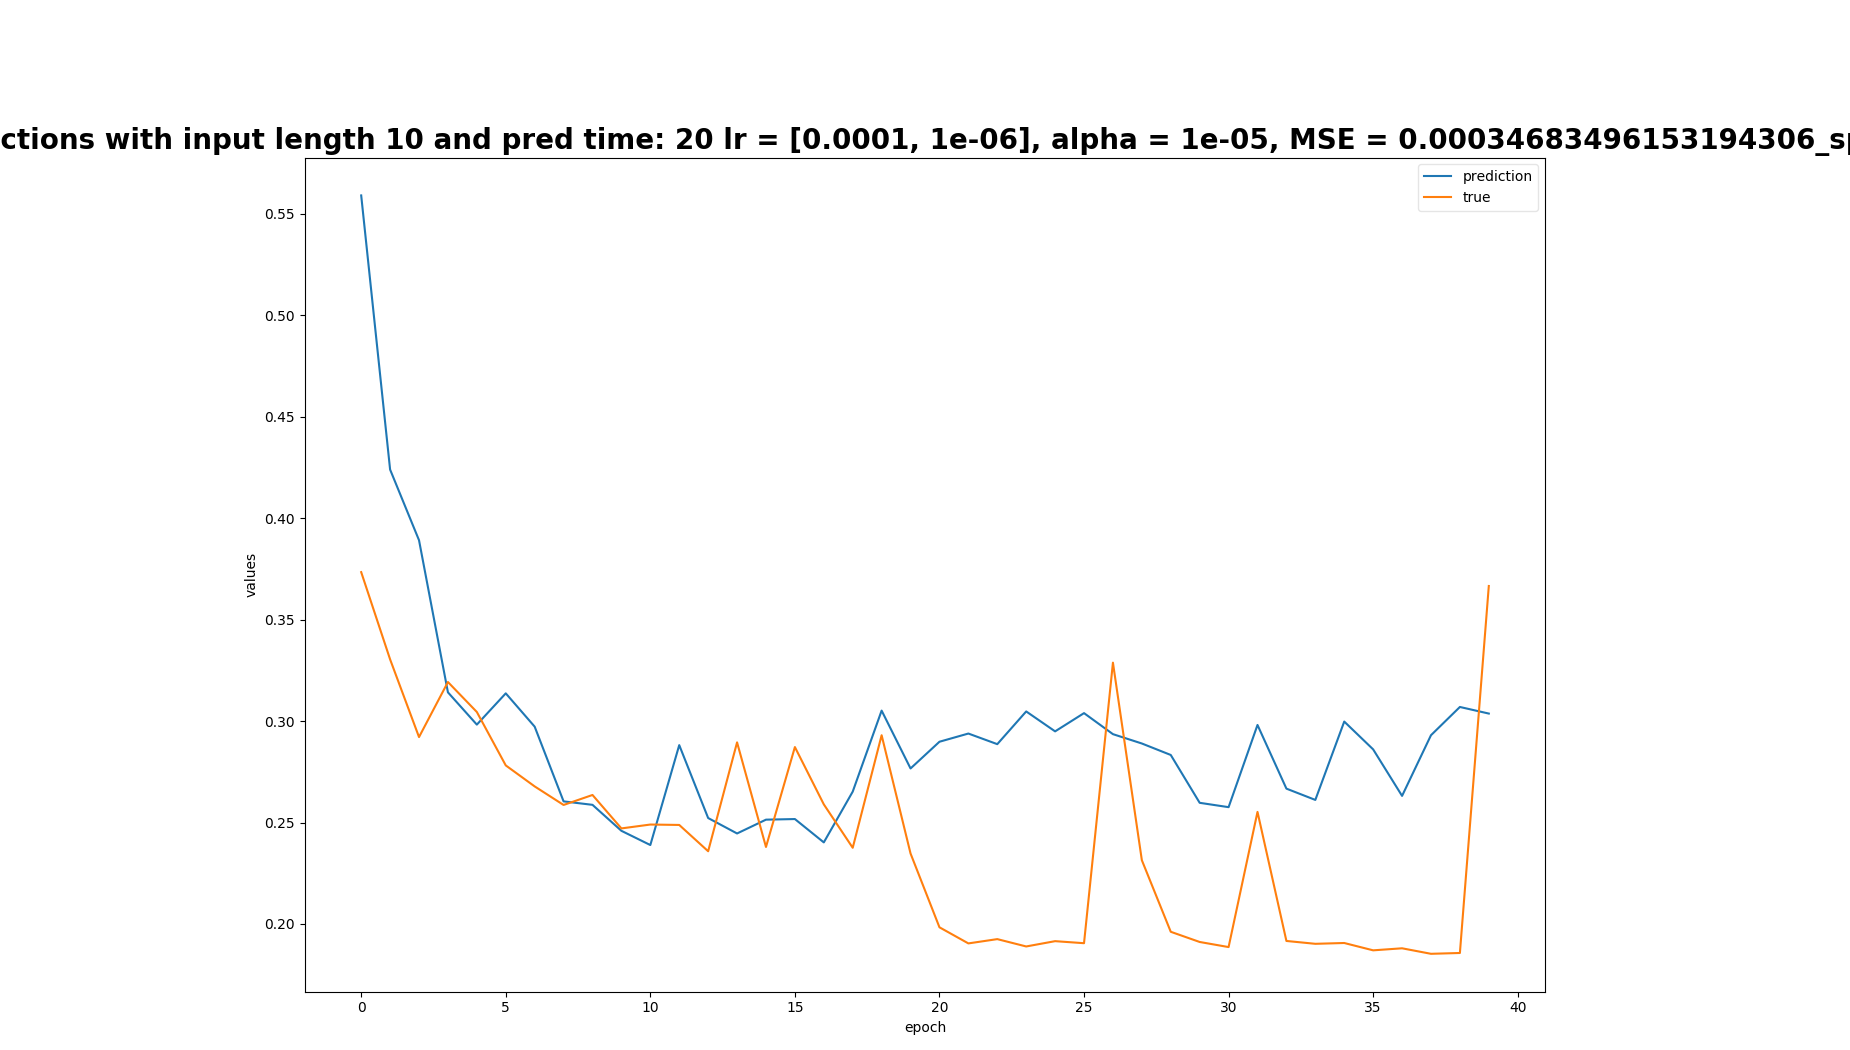 ctions with input length 10 and pred time: 20 lr = [0.0001, 1e-06], alpha = 1e-05, MSE = 0.00034683496153194306_sp
prediction
true
0.55
0.50
0.45
0.40
0.35
0.30
0.25
0.20
values
0 5 10 15 20 25 30 35 40
epoch